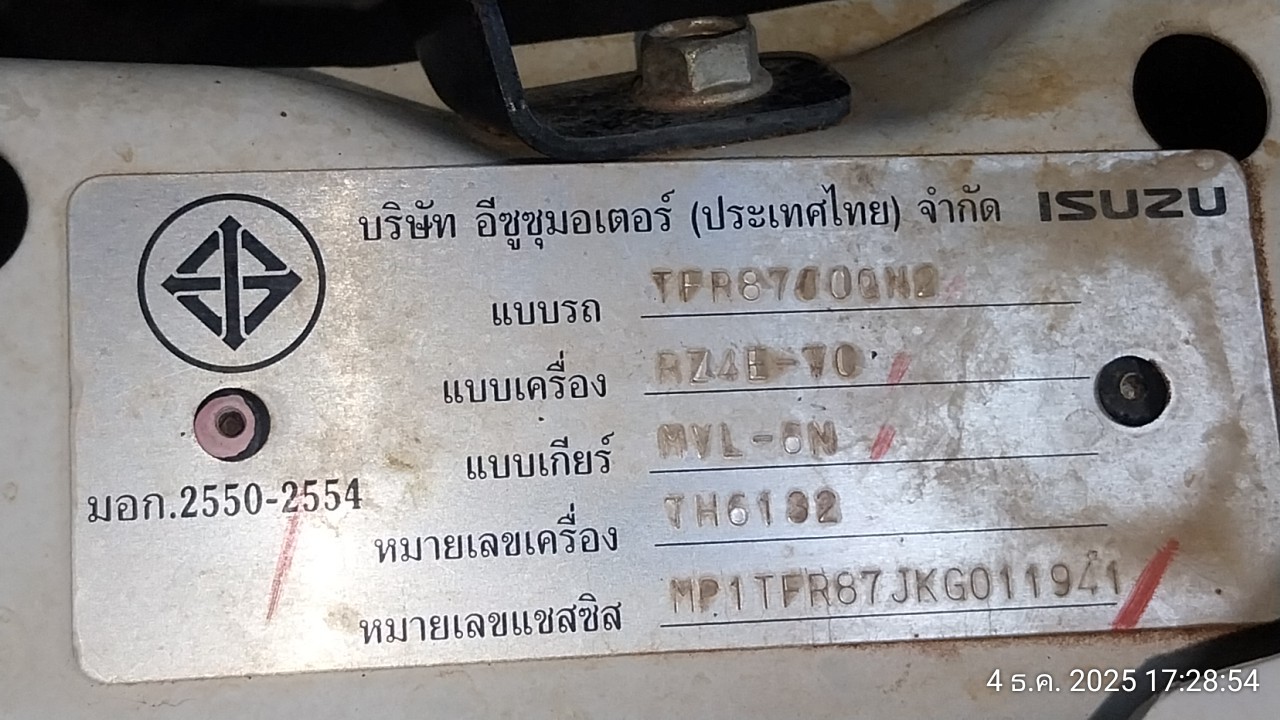 บริษัท อีซูซุมอเตอร์ (ประเทศไทย) จำกัด ISUZU
แบบรถ
แบบเครื่อง RZ4E-TC
แบบเกียร์ MVL-6N
มอก.2550-2554
หมายเลขเครื่อง
หมายเลขแชสซิส MP1TFR87JKG011941
4 ธ.ค. 2025 17:28:54